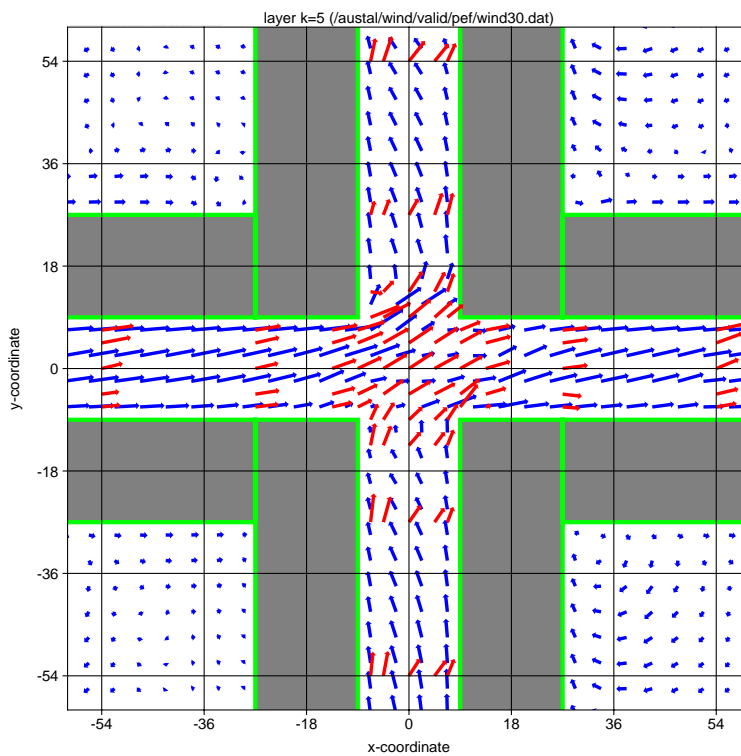 layer k=5 (/austal/wind/valid/pef/wind30.dat)
54
36
18
0
-18
-36
-54
y-coordinate
-54 -36 -18 0 18 36 54
x-coordinate